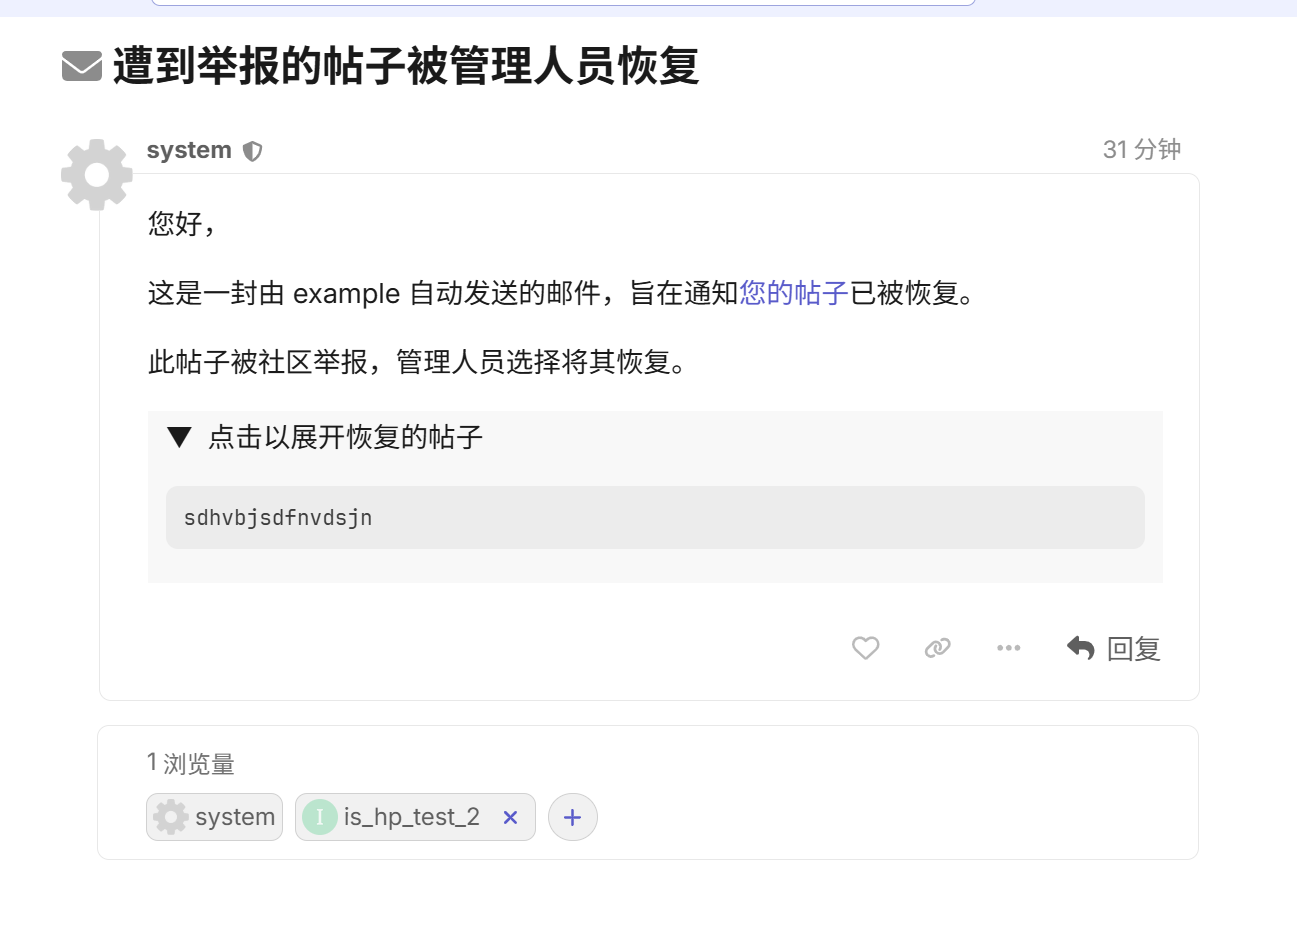 遭到举报的帖子被管理人员恢复
system
31 分钟
您好，
这是一封由 example 自动发送的邮件，旨在通知您的帖子已被恢复。
此帖子被社区举报，管理人员选择将其恢复。
▼ 点击以展开恢复的帖子
sdhvbjsdfnvdsjn
回复
1 浏览量
system
I is_hp_test_2 ×
+